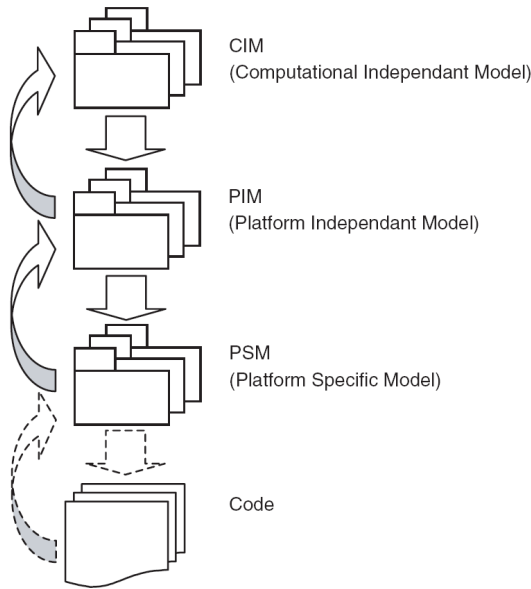 CIM
(Computational Independant Model)
PIM
(Platform Independant Model)
PSM
(Platform Specific Model)
Code